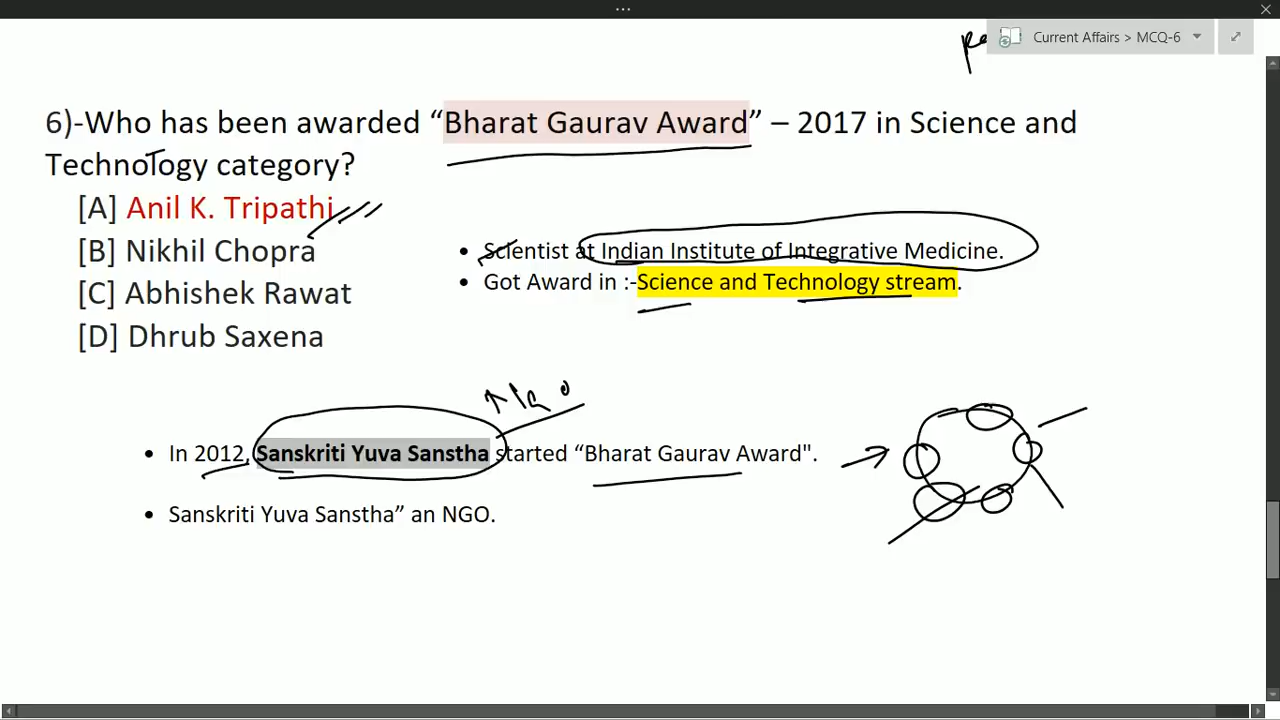 Current Affairs > MCQ-6
6)-Who has been awarded “Bharat Gaurav Award” – 2017 in Science and
Technology category?
[A] Anil K. Tripathi
[B] Nikhil Chopra
[C] Abhishek Rawat
[D] Dhrub Saxena
• Scientist at Indian Institute of Integrative Medicine.
• Got Award in :-Science and Technology stream.
• In 2012, Sanskriti Yuva Sanstha started “Bharat Gaurav Award".
• Sanskriti Yuva Sanstha” an NGO.